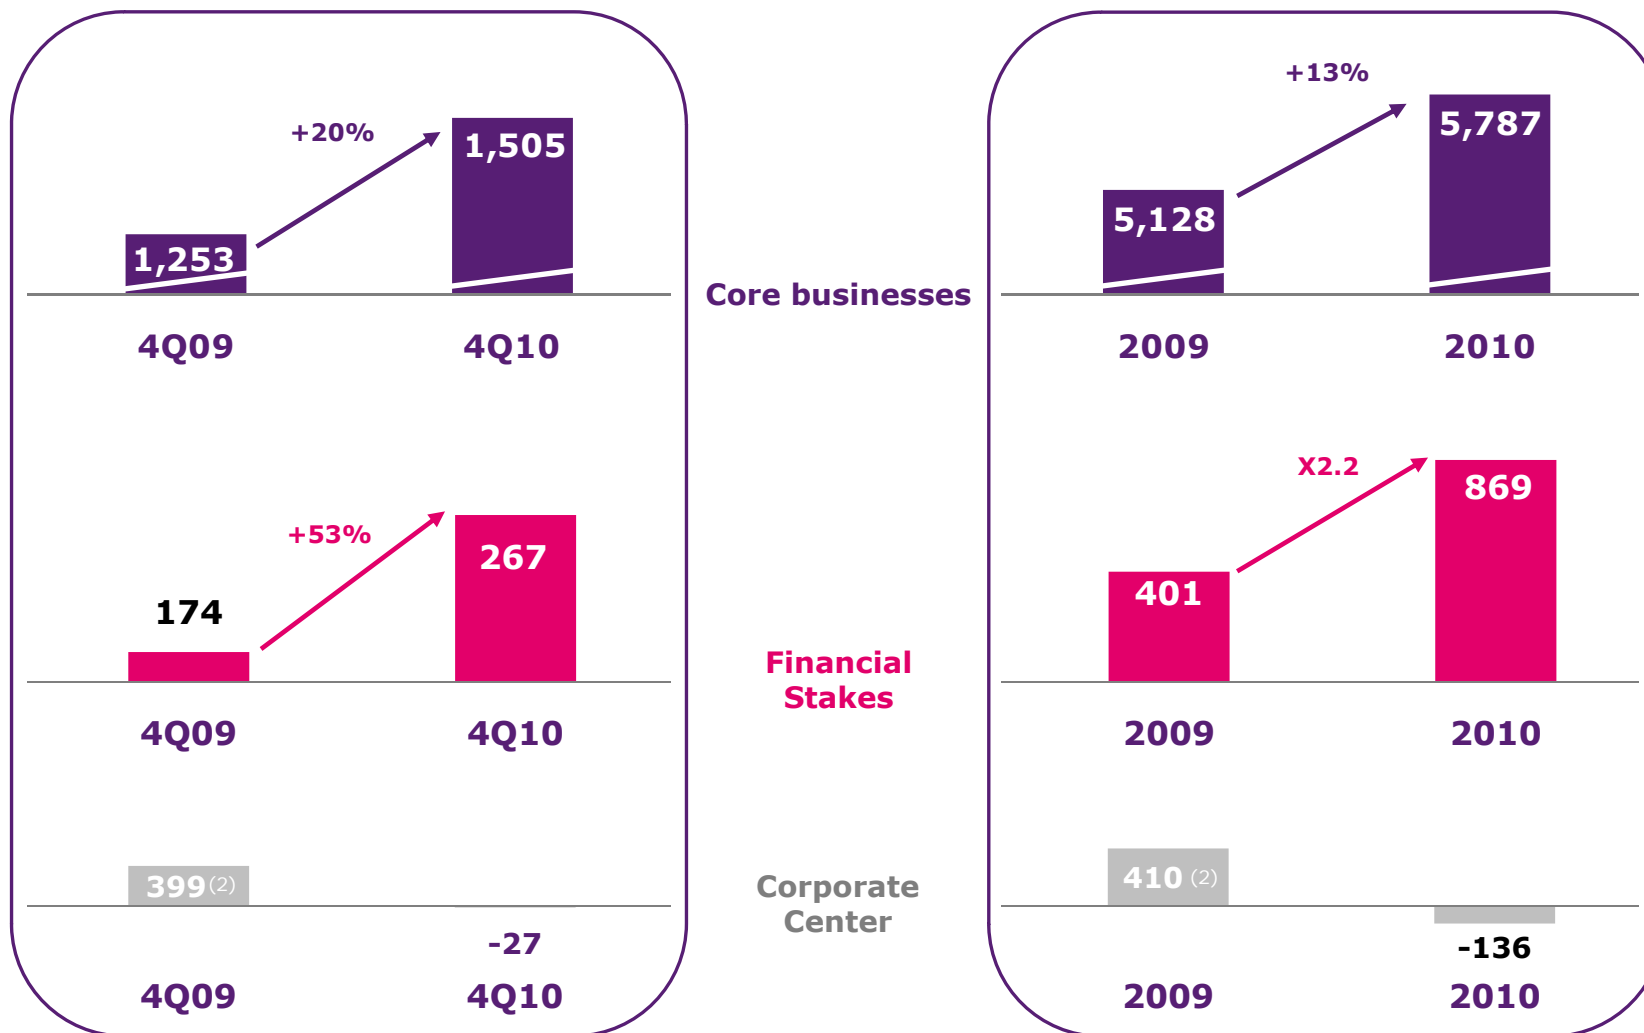 +20%
1,253
1,505
4Q09
4Q10
+13%
5,128
5,787
2009
2010
Core businesses
+53%
174
267
4Q09
4Q10
X2.2
401
869
2009
2010
Financial
Stakes
399 (2)
-27
4Q09
4Q10
410 (2)
-136
2009
2010
Corporate
Center